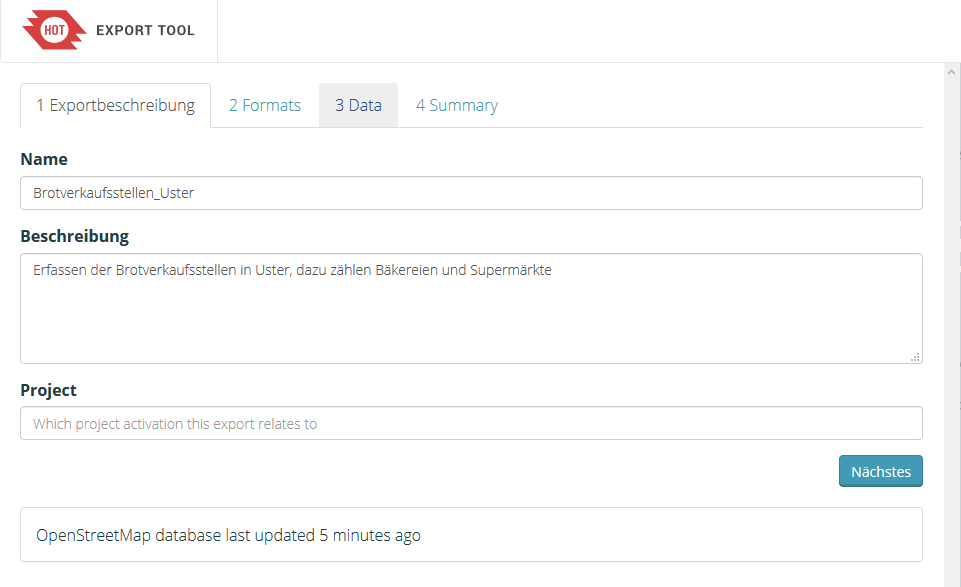 HOT EXPORT TOOL
1 Exportbeschreibung 2 Formats 3 Data 4 Summary
Name
Brotverkaufsstellen_Uster
Beschreibung
Erfassen der Brotverkaufsstellen in Uster, dazu zählen Bäkereien und Supermärkte
Project
Which project activation this export relates to
Nächstes
OpenStreetMap database last updated 5 minutes ago